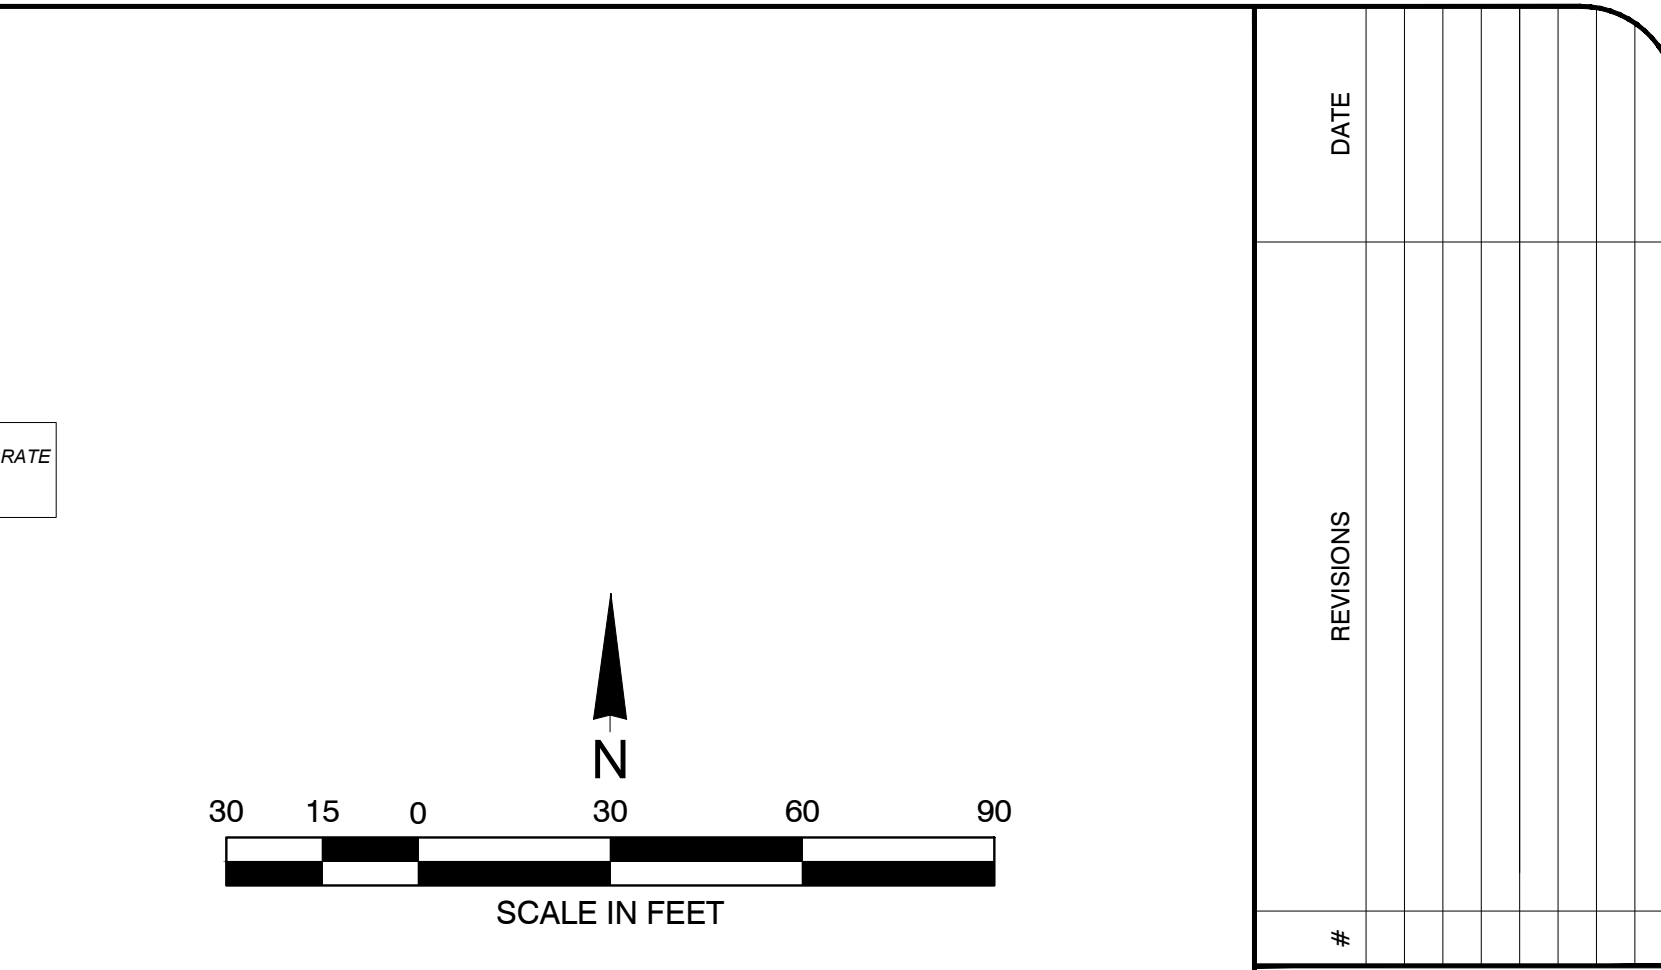 DATE
RATE
REVISIONS
N
30 15 0 30 60 90
SCALE IN FEET
#